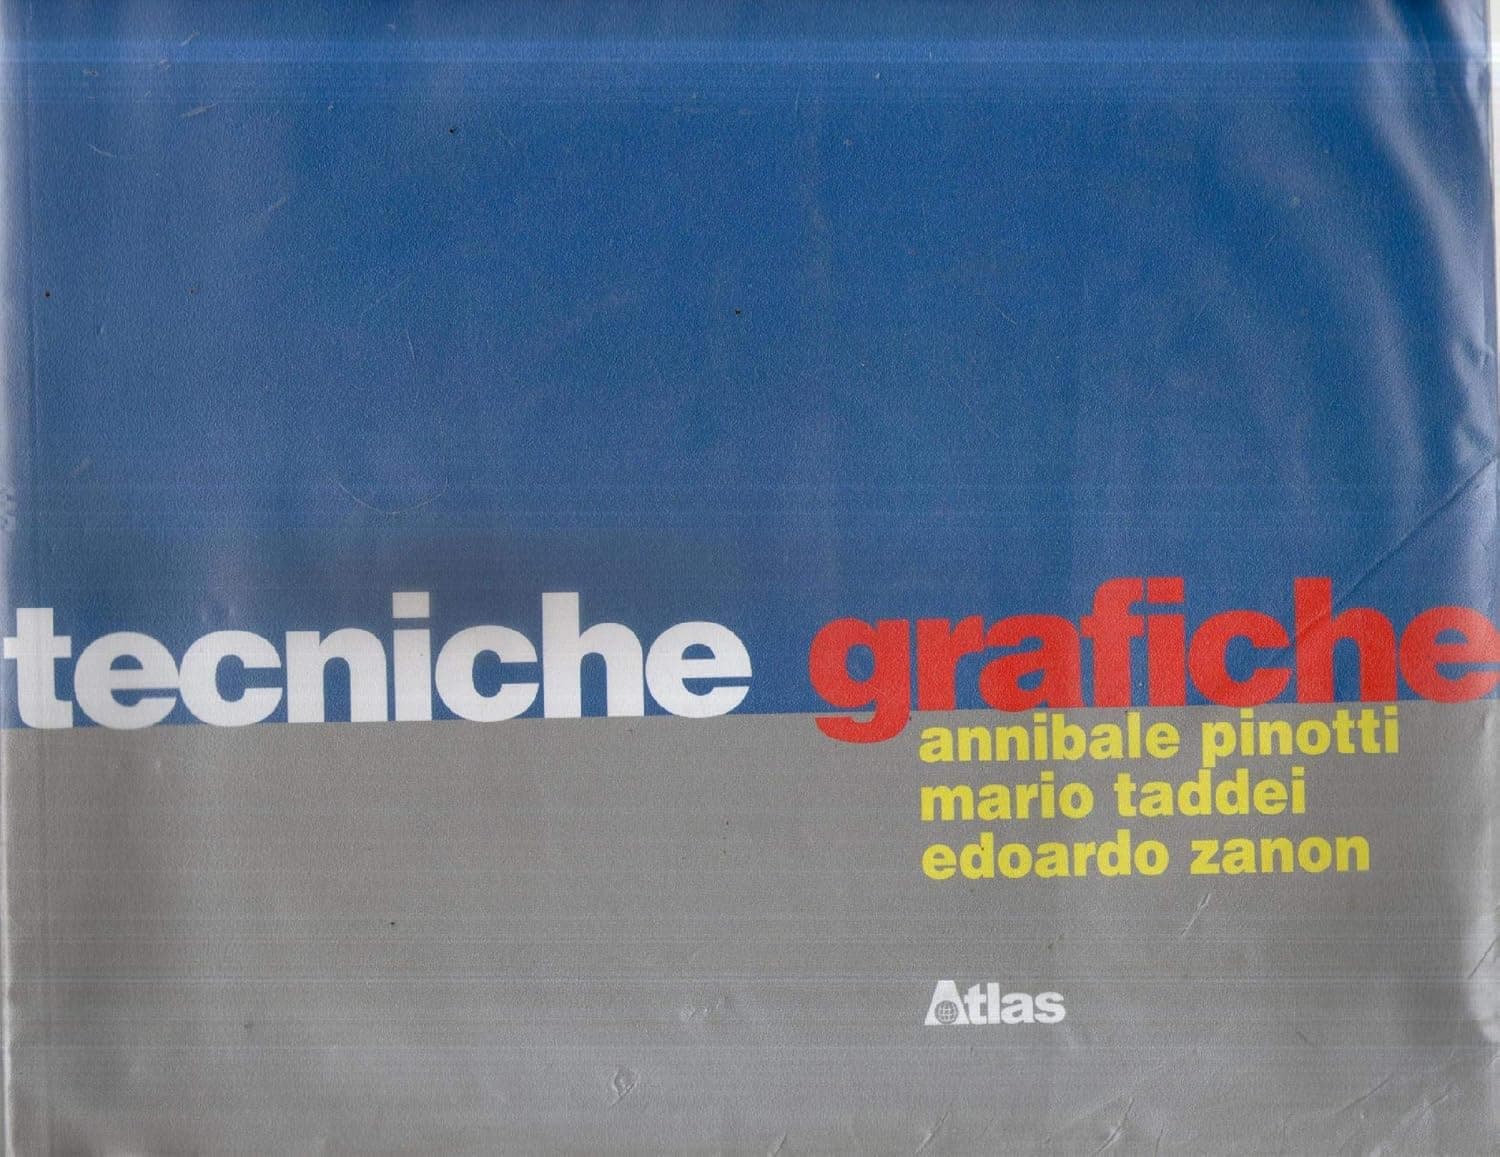 tecniche grafiche
annibale pinotti
mario taddei
edoardo zanon
Atlas